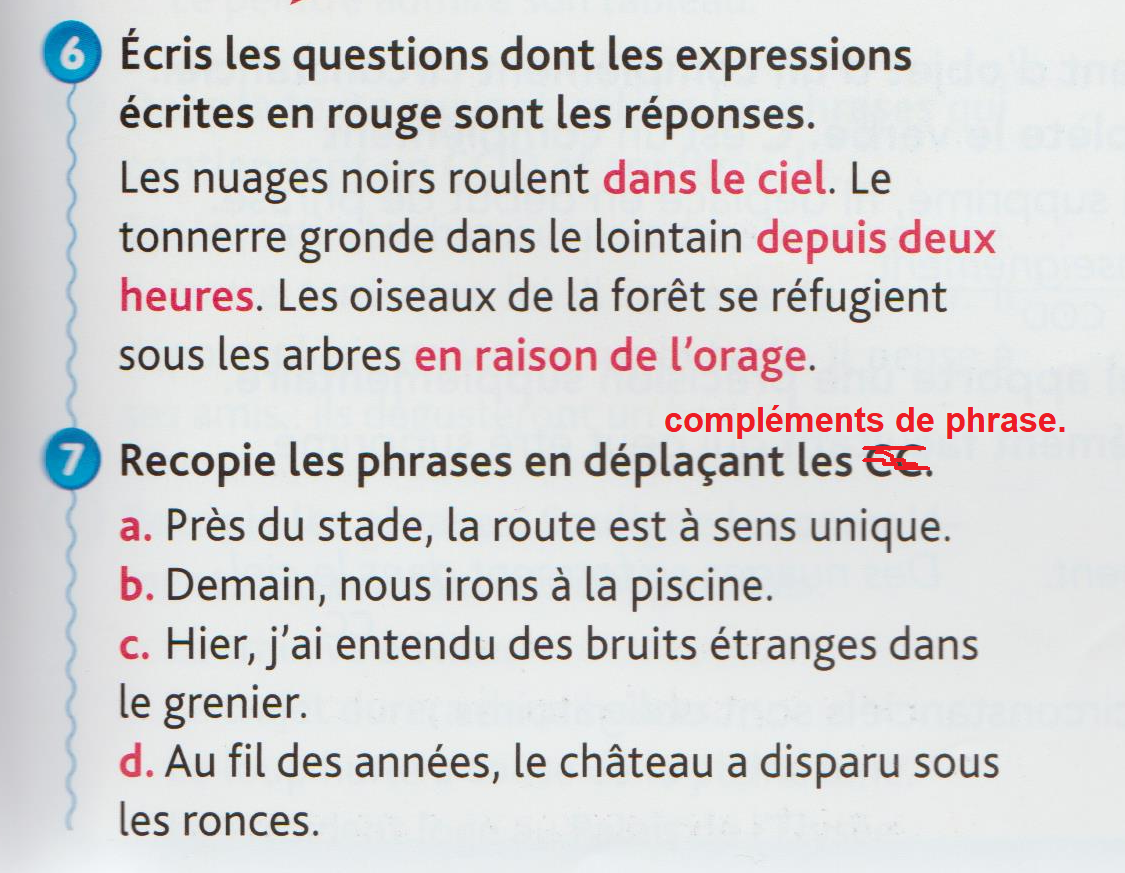 6 Écris les questions dont les expressions
écrites en rouge sont les réponses.
Les nuages noirs roulent dans le ciel. Le
tonnerre gronde dans le lointain depuis deux
heures. Les oiseaux de la forêt se réfugient
sous les arbres en raison de l'orage.
compléments de phrase.
7 Recopie les phrases en déplaçant les CC.
a. Près du stade, la route est à sens unique.
b. Demain, nous irons à la piscine.
c. Hier, j'ai entendu des bruits étranges dans
le grenier.
d. Au fil des années, le château a disparu sous
les ronces.